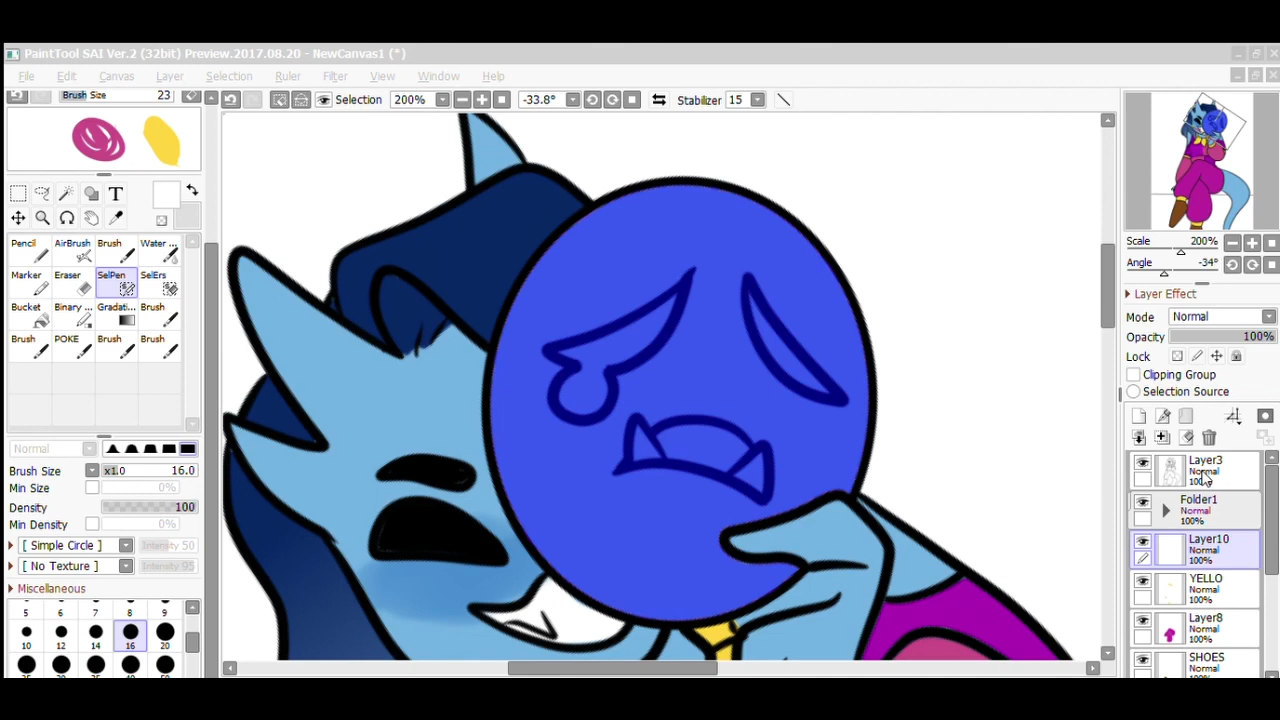 PaintTool SAI Ver.2 (32bit) Preview.2017.08.20 - NewCanvas1 (*)
File Edit Canvas Layer Selection Ruler Filter View Window Help
Brush Size 23
Selection 200% -33.8° Stabilizer 15
T
Pencil AirBrush Brush Water ...
Marker Eraser SelPen SelErs
Bucket Binary ... Gradati... Brush
Brush POKE Brush Brush
Normal
Brush Size x1.0 16.0
Min Size 0%
Density 100
Min Density 0%
[ Simple Circle ] Intensity 50
[ No Texture ] Intensity 95
Miscellaneous
5 6 7 8 9
10 12 14 16 20
Scale 200%
Angle -34°
Layer Effect
Mode Normal
Opacity 100%
Lock
Clipping Group
Selection Source
Layer3
Normal
100%
Folder1
Normal
100%
Layer10
Normal
100%
YELLO
Normal
100%
Layer8
Normal
100%
SHOES
Normal